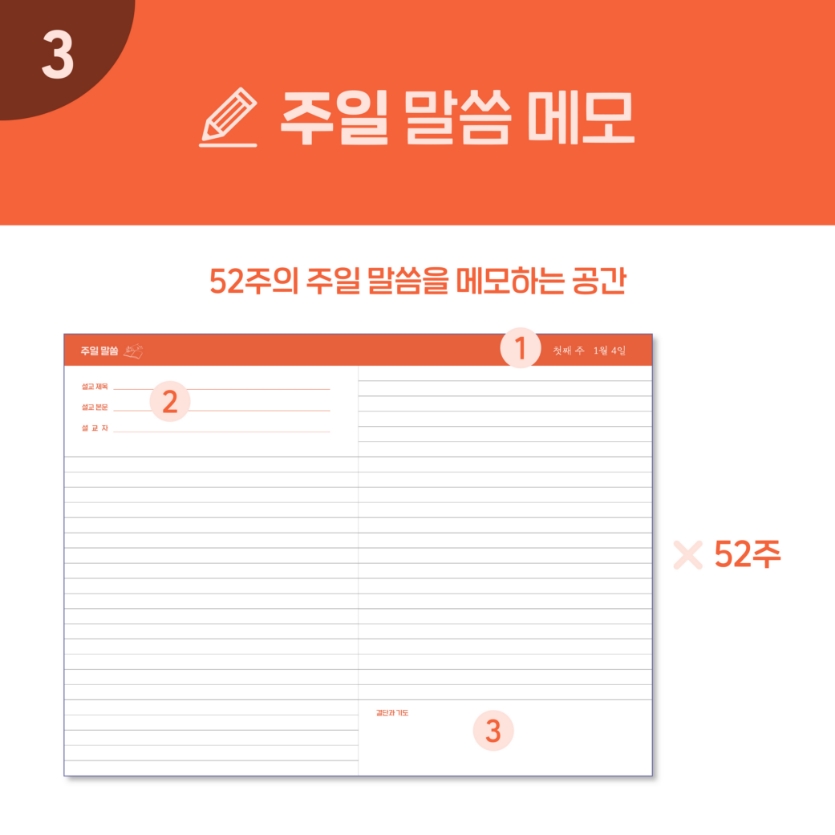 3
주일 말씀 메모
52주의 주일 말씀을 메모하는 공간
주일 말씀
1
첫째 주 1월 4일
설교 제목
2
설교 본문
설 교 자
× 52주
결단과 기도
3